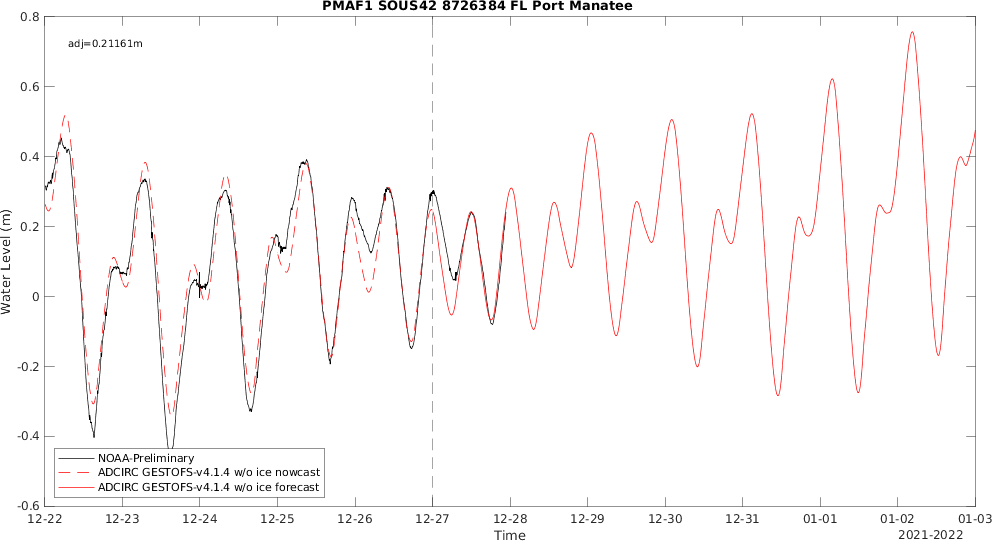 PMAF1 SOUS42 8726384 FL Port Manatee
adj=0.21161m
0.8
0.6
0.4
0.2
0
-0.2
-0.4
-0.6
Water Level (m)
NOAA-Preliminary
ADCIRC GESTOFS-v4.1.4 w/o ice nowcast
ADCIRC GESTOFS-v4.1.4 w/o ice forecast
12-22 12-23 12-24 12-25 12-26 12-27 12-28 12-29 12-30 12-31 01-01 01-02 01-03
Time
2021-2022